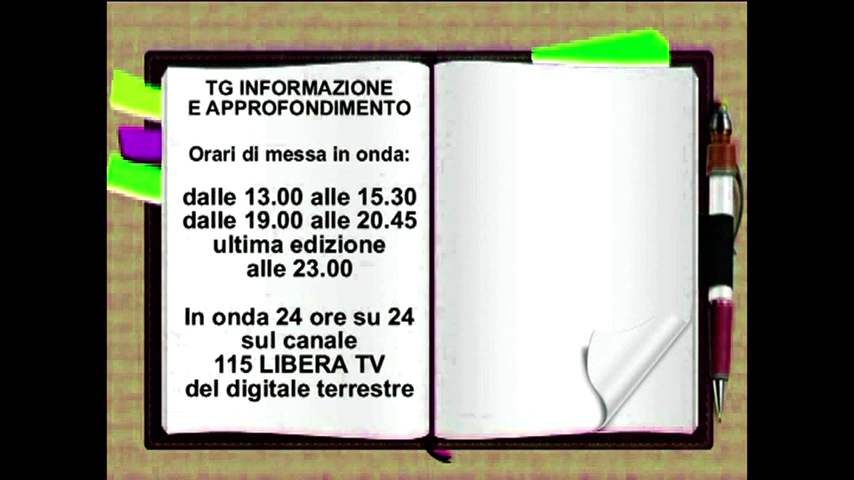 TG INFORMAZIONE
E APPROFONDIMENTO
Orari di messa in onda:
dalle 13.00 alle 15.30
dalle 19.00 alle 20.45
ultima edizione
alle 23.00
In onda 24 ore su 24
sul canale
115 LIBERA TV
del digitale terrestre